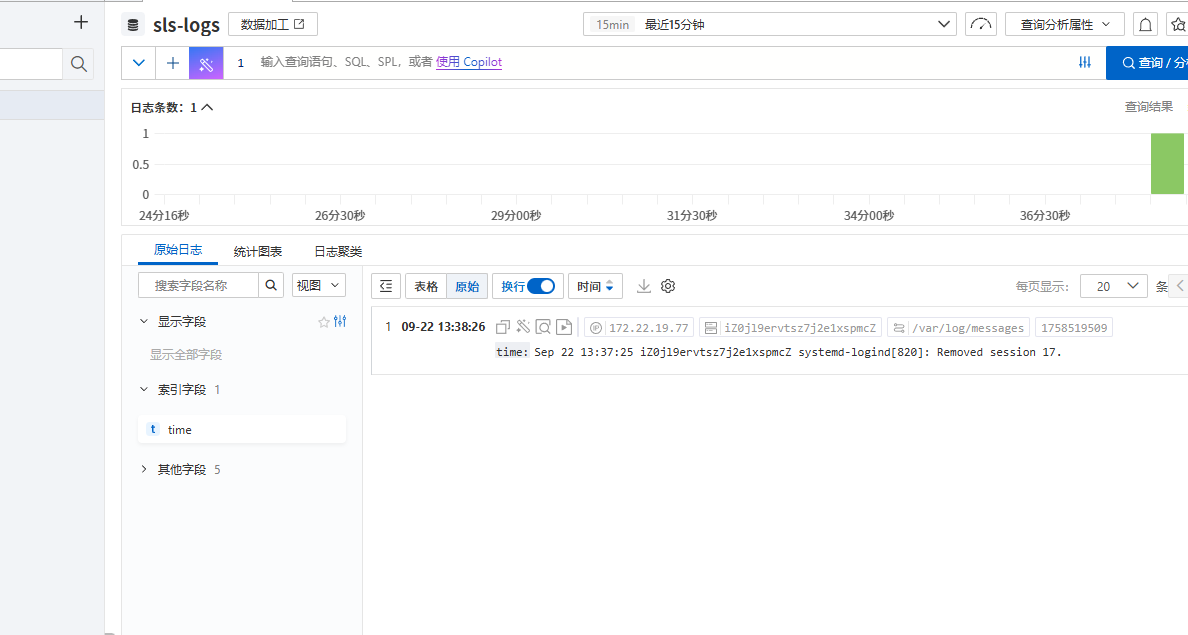 sls-logs 数据加工 15min 最近15分钟 查询分析属性
1 输入查询语句、SQL、SPL，或者 使用 Copilot 查询 / 分
日志条数：1 查询结果
1
0.5
0
24分16秒 26分30秒 29分00秒 31分30秒 34分00秒 36分30秒
原始日志 统计图表 日志聚类
搜索字段名称 视图 表格 原始 换行 时间 每页显示： 20 条
显示字段
显示全部字段
索引字段 1
t time
其他字段 5
1 09-22 13:38:26 172.22.19.77 iZ0jl9ervtsz7j2e1xspmcZ /var/log/messages 1758519509
time: Sep 22 13:37:25 iZ0jl9ervtsz7j2e1xspmcZ systemd-logind[820]: Removed session 17.